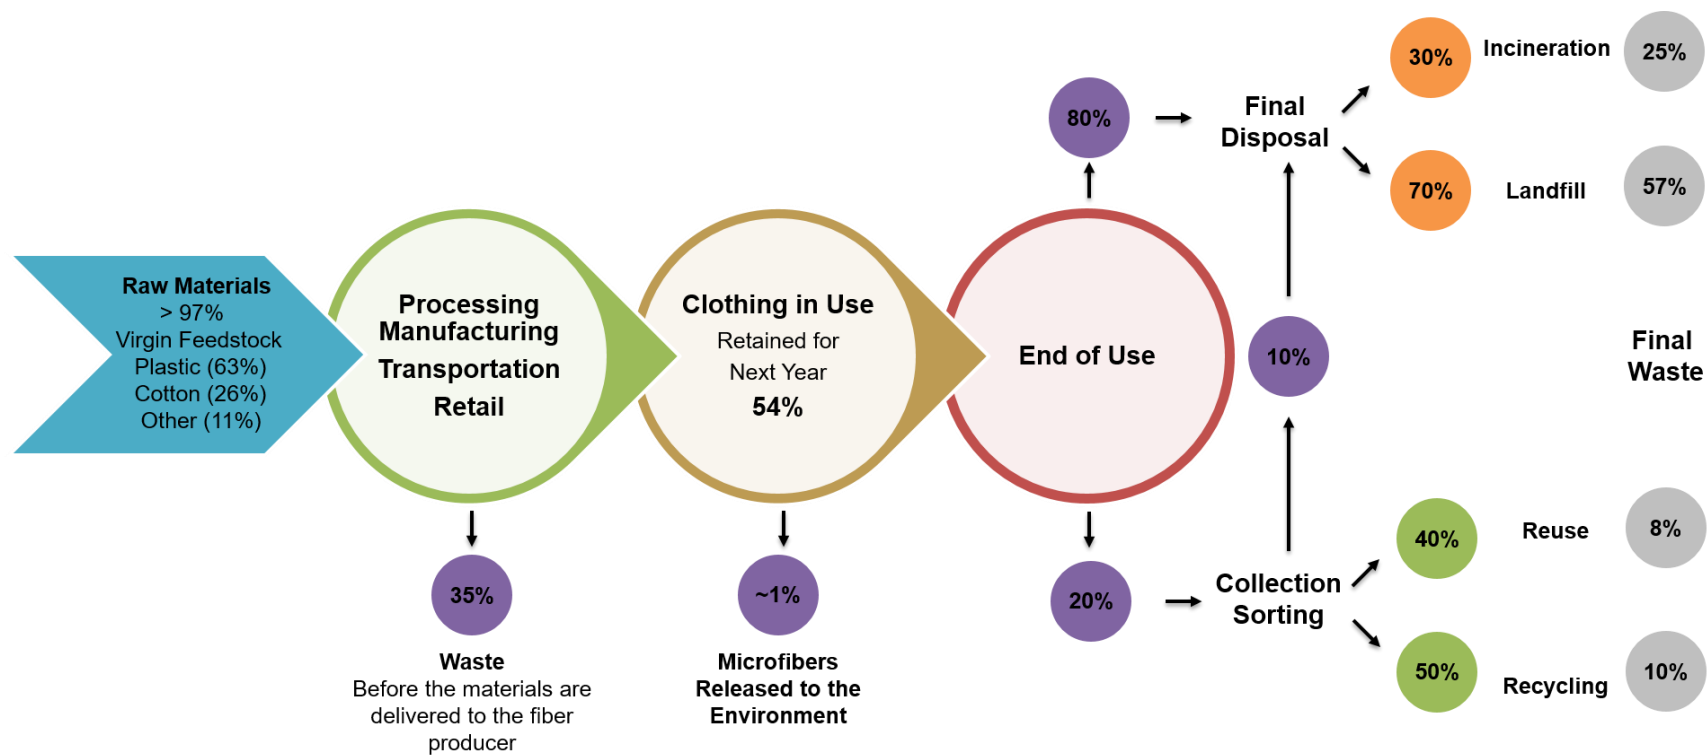 Raw Materials
> 97%
Virgin Feedstock
Plastic (63%)
Cotton (26%)
Other (11%)
Processing
Manufacturing
Transportation
Retail
35%
Waste
Before the materials are
delivered to the fiber
producer
Clothing in Use
Retained for
Next Year
54%
~1%
Microfibers
Released to the
Environment
End of Use
80%
20%
Final
Disposal
10%
Collection
Sorting
30%
Incineration
25%
70%
Landfill
57%
Final
Waste
40%
Reuse
8%
50%
Recycling
10%